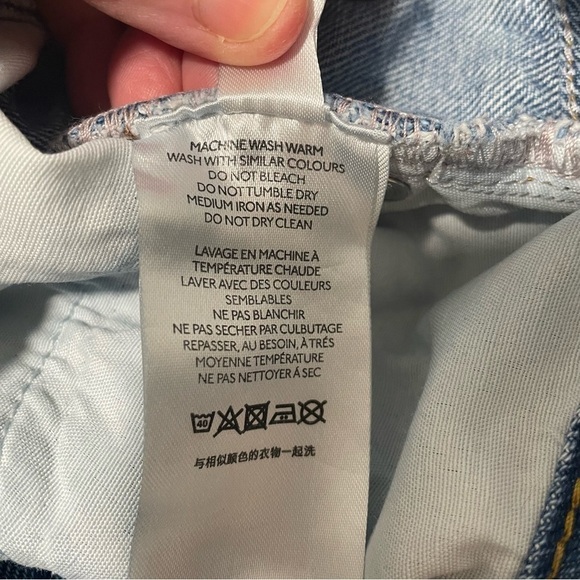 MACHINE WASH WARM
WASH WITH SIMILAR COLOURS
DO NOT BLEACH
DO NOT TUMBLE DRY
MEDIUM IRON AS NEEDED
DO NOT DRY CLEAN
LAVAGE EN MACHINE À
TEMPÉRATURE CHAUDE
LAVER AVEC DES COULEURS
SEMBLABLES
NE PAS BLANCHIR
NE PAS SECHER PAR CULBUTAGE
REPASSER, AU BESOIN, À TRÉS
MOYENNE TEMPÉRATURE
NE PAS NETTOYER Á SEC
40
与相似颜色的衣物一起洗